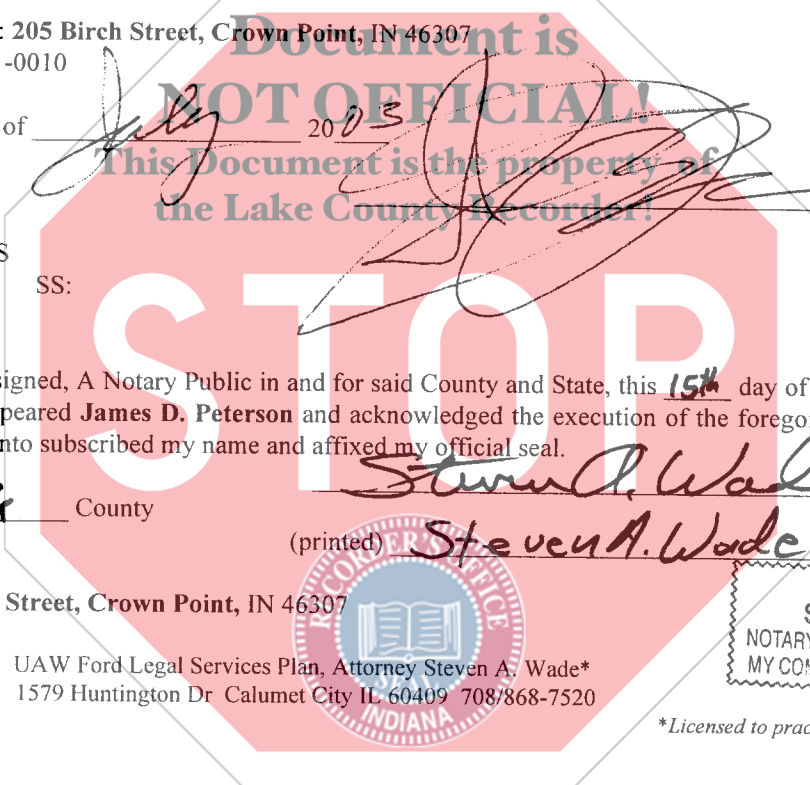 : 205 Birch Street, Crown Point, IN 46307
Document is
-0010
NOT OFFICIAL!
of July 2003
This Document is the property of
the Lake County Recorder!
S
SS:
STOP
signed, A Notary Public in and for said County and State, this 15th day of
peared James D. Peterson and acknowledged the execution of the forego
nto subscribed my name and affixed my official seal.
Steven A. Wad
County
(printed) Steven A. Wade
RECORDER'S OFFICE
Street, Crown Point, IN 46307
S
NOTARY
MY COM
UAW Ford Legal Services Plan, Attorney Steven A. Wade*
1579 Huntington Dr Calumet City IL 60409 708/868-7520
SEAL
INDIANA
*Licensed to prac